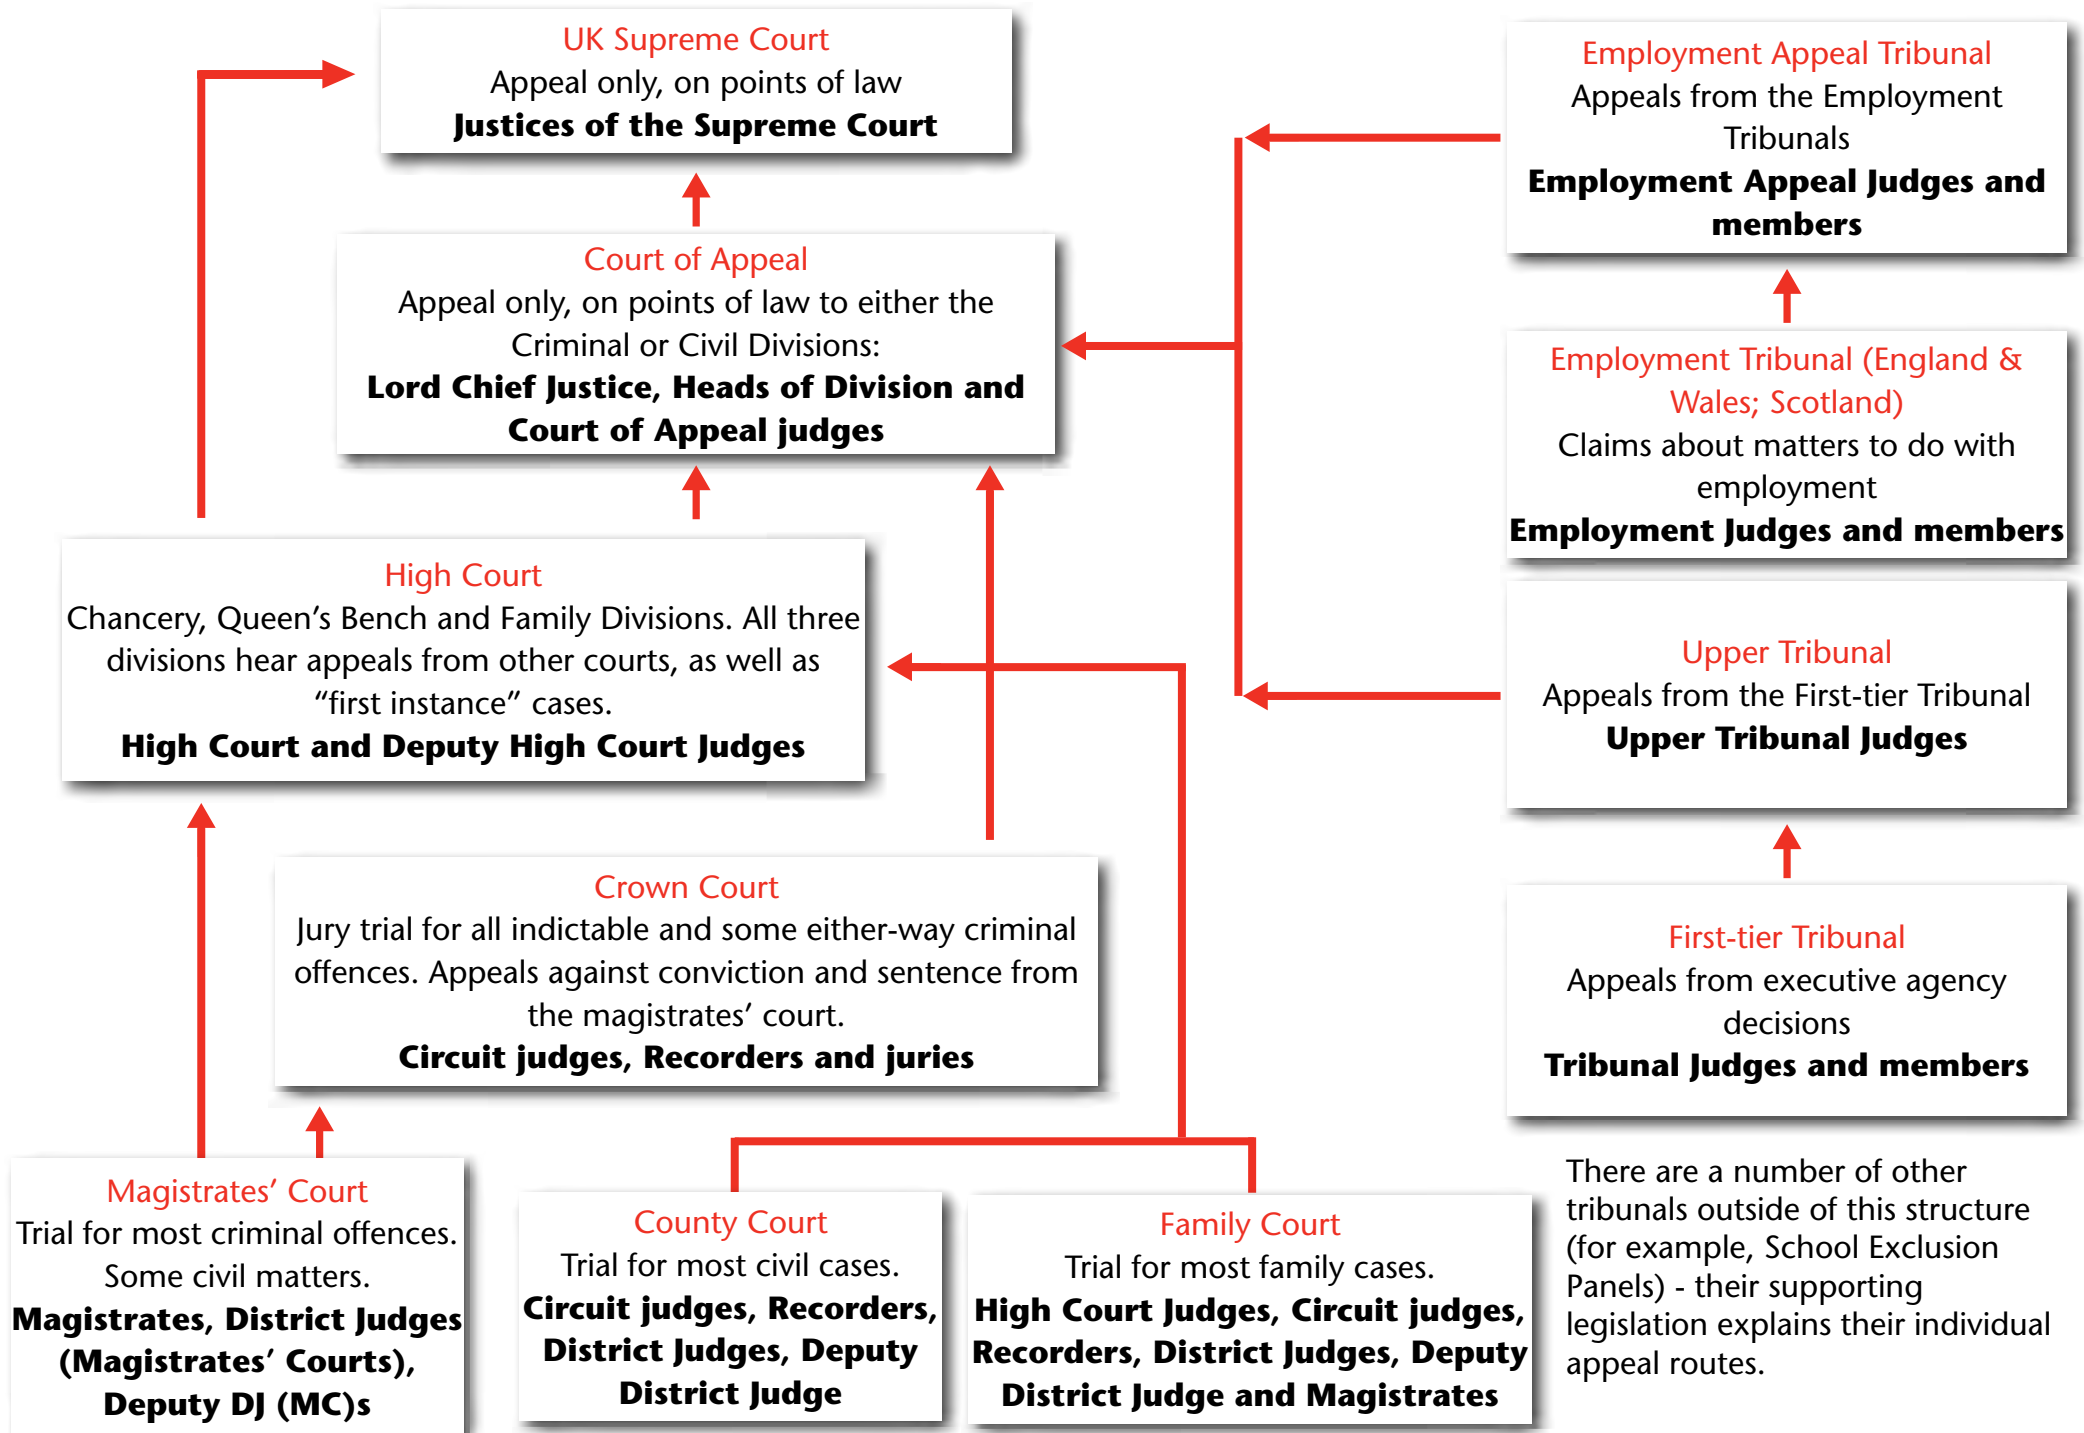 UK Supreme Court
Appeal only, on points of law
Justices of the Supreme Court
Court of Appeal
Appeal only, on points of law to either the
Criminal or Civil Divisions:
Lord Chief Justice, Heads of Division and
Court of Appeal judges
High Court
Chancery, Queen’s Bench and Family Divisions. All three
divisions hear appeals from other courts, as well as
“first instance” cases.
High Court and Deputy High Court Judges
Crown Court
Jury trial for all indictable and some either-way criminal
offences. Appeals against conviction and sentence from
the magistrates’ court.
Circuit judges, Recorders and juries
Magistrates’ Court
Trial for most criminal offences.
Some civil matters.
Magistrates, District Judges
(Magistrates’ Courts),
Deputy DJ (MC)s
County Court
Trial for most civil cases.
Circuit judges, Recorders,
District Judges, Deputy
District Judge
Family Court
Trial for most family cases.
High Court Judges, Circuit judges,
Recorders, District Judges, Deputy
District Judge and Magistrates
Employment Appeal Tribunal
Appeals from the Employment
Tribunals
Employment Appeal Judges and
members
Employment Tribunal (England &
Wales; Scotland)
Claims about matters to do with
employment
Employment Judges and members
Upper Tribunal
Appeals from the First-tier Tribunal
Upper Tribunal Judges
First-tier Tribunal
Appeals from executive agency
decisions
Tribunal Judges and members
There are a number of other
tribunals outside of this structure
(for example, School Exclusion
Panels) - their supporting
legislation explains their individual
appeal routes.